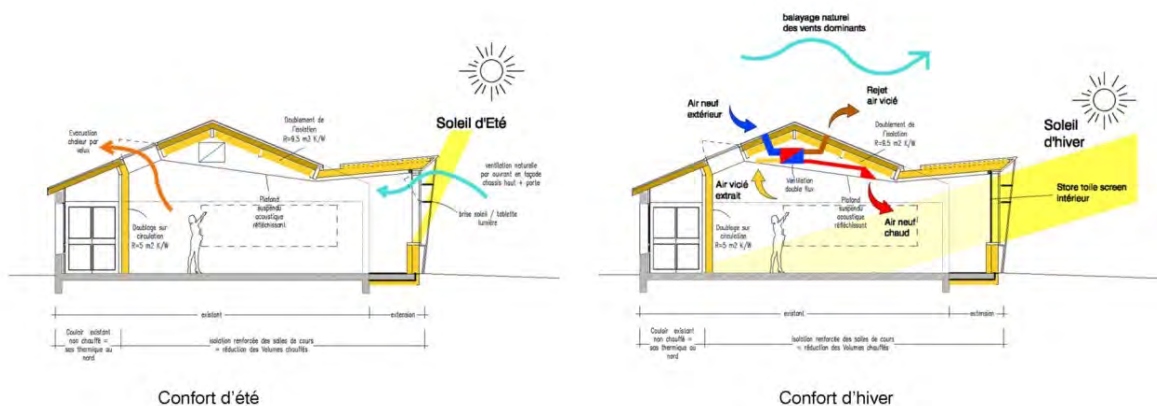 Soleil d'Eté
Evacuation
chaleur par
velux
Doublement de
l'isolation
R=8.5 m2 K/W
ventilation naturelle
par ouvrant en façade
chassis haut + porte
Plafond
suspendu
acoustique
réfléchissant
Doublage sur
circulation
R=5 m2 K/W
brise soleil / tablette
lumière
existant
extension
Couloir existant
non chauffé =
sas thermique au
nord
isolation renforcée des salles de cours
= réduction des Volumes chauffés
Confort d'été
balayage naturel
des vents dominants
Rejet
air vicié
Air neuf
extérieur
Doublement de
l'isolation
R=8.5 m2 K/W
Soleil
d'hiver
Ventilation
double flux
Air vicié
extrait
Plafond
suspendu
acoustique
réfléchissant
Store toile screen
intérieur
Doublage sur
circulation
R=5 m2 K/W
Air neuf
chaud
existant
extension
Couloir existant
non chauffé =
sas thermique au
nord
isolation renforcée des salles de cours
= réduction des Volumes chauffés
Confort d'hiver